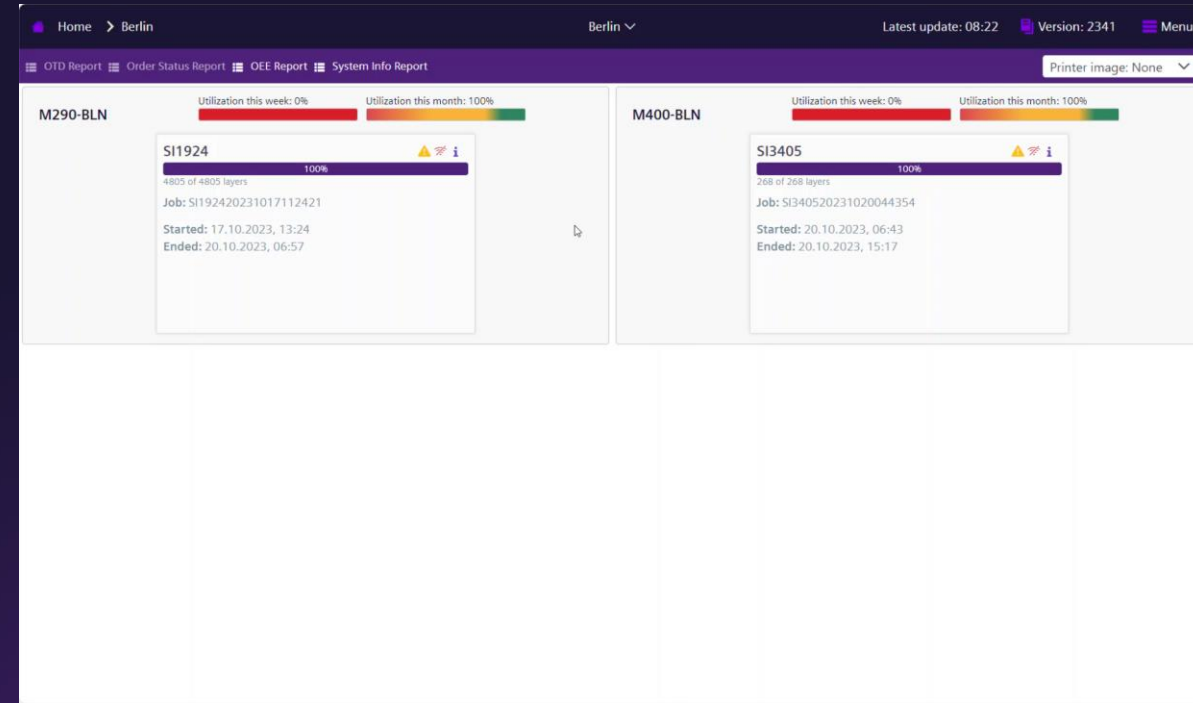 Home > Berlin
Berlin
Latest update: 08:22
Version: 2341
Menu
OTD Report
Order Status Report
OEE Report
System Info Report
Printer image: None
M290-BLN
Utilization this week: 0%
Utilization this month: 100%
SI1924
100%
4805 of 4805 layers
Job: SI192420231017112421
Started: 17.10.2023, 13:24
Ended: 20.10.2023, 06:57
M400-BLN
Utilization this week: 0%
Utilization this month: 100%
SI3405
100%
268 of 268 layers
Job: SI340520231020044354
Started: 20.10.2023, 06:43
Ended: 20.10.2023, 15:17